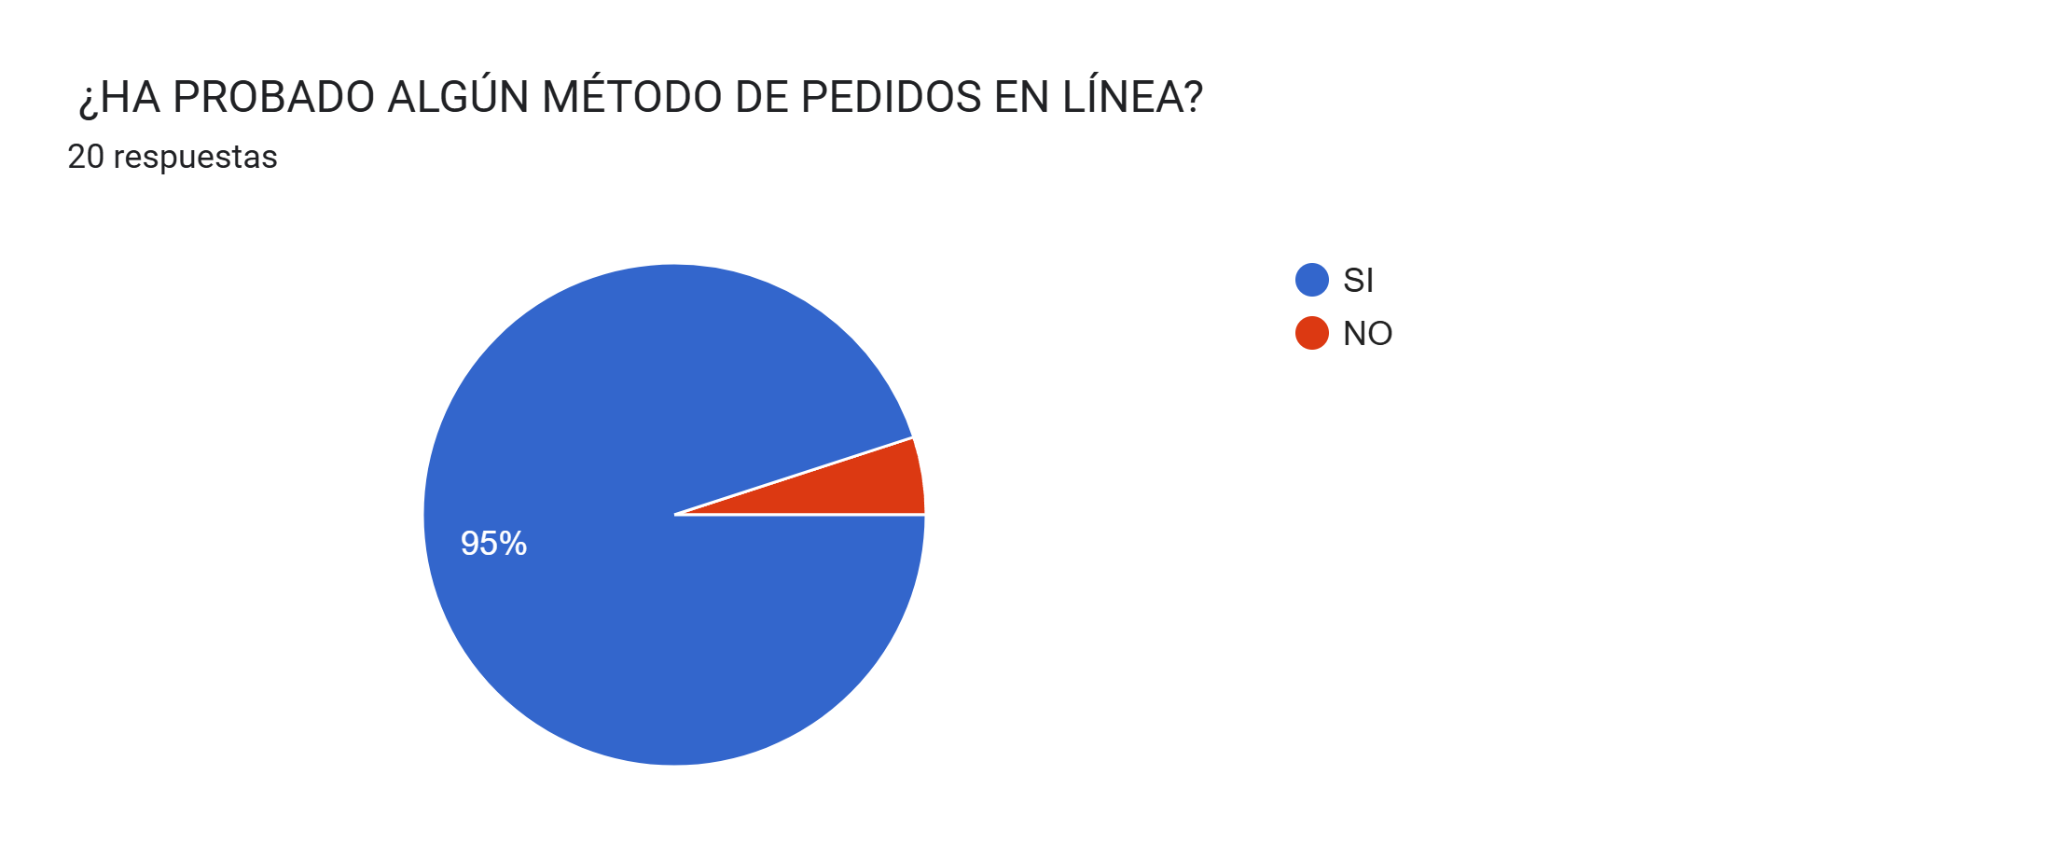 ¿HA PROBADO ALGÚN MÉTODO DE PEDIDOS EN LÍNEA?
20 respuestas
SI
NO
95%